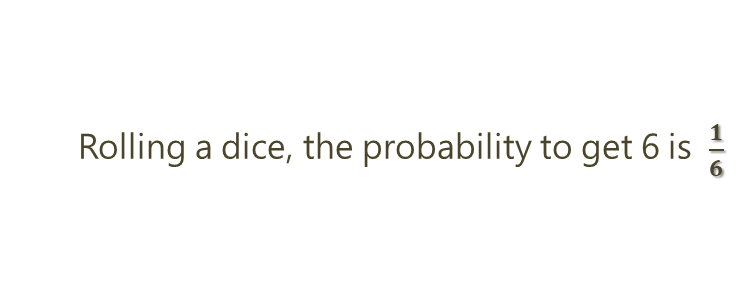 Rolling a dice, the probability to get 6 is 1/6